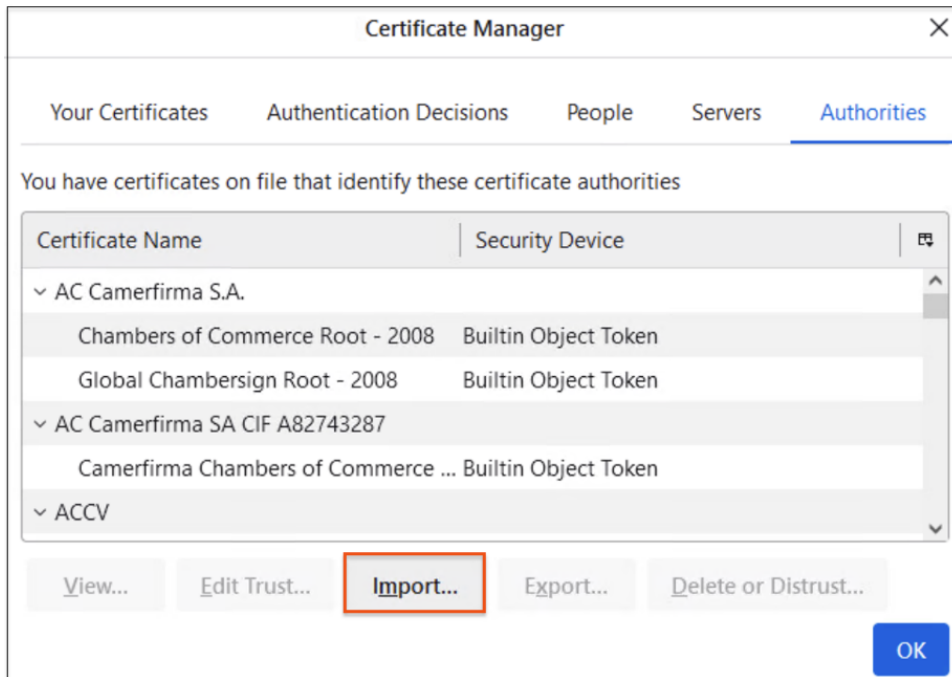 Certificate Manager
Your Certificates Authentication Decisions People Servers Authorities
You have certificates on file that identify these certificate authorities
Certificate Name Security Device
AC Camerfirma S.A.
Chambers of Commerce Root - 2008 Builtin Object Token
Global Chambersign Root - 2008 Builtin Object Token
AC Camerfirma SA CIF A82743287
Camerfirma Chambers of Commerce ... Builtin Object Token
ACCV
View... Edit Trust... Import... Export... Delete or Distrust...
OK